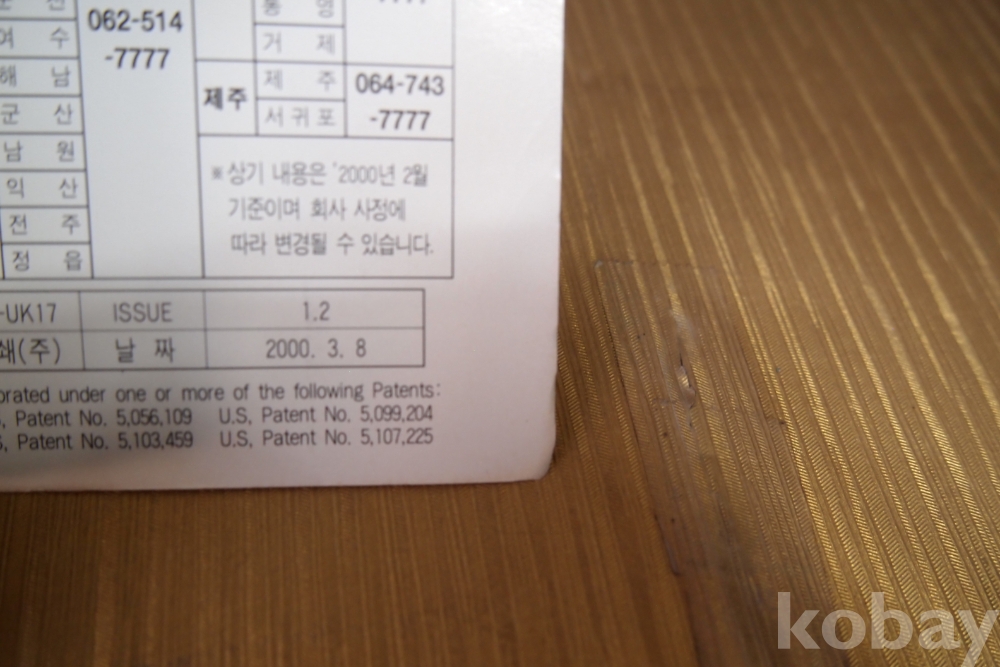 062-514
-7777
여 수
해 남
군 산
남 원
익 산
전 주
정 읍
통 영
거 제
제주
제 주
서귀포
064-743
-7777
※상기 내용은 '2000년 2월
기준이며 회사 사정에
따라 변경될 수 있습니다.
-UK17 ISSUE 1.2
쇄(주) 날 짜 2000. 3. 8
orated under one or more of the following Patents:
S, Patent No. 5,056,109 U.S, Patent No. 5,099,204
S, Patent No. 5,103,459 U.S, Patent No. 5,107,225
kobay